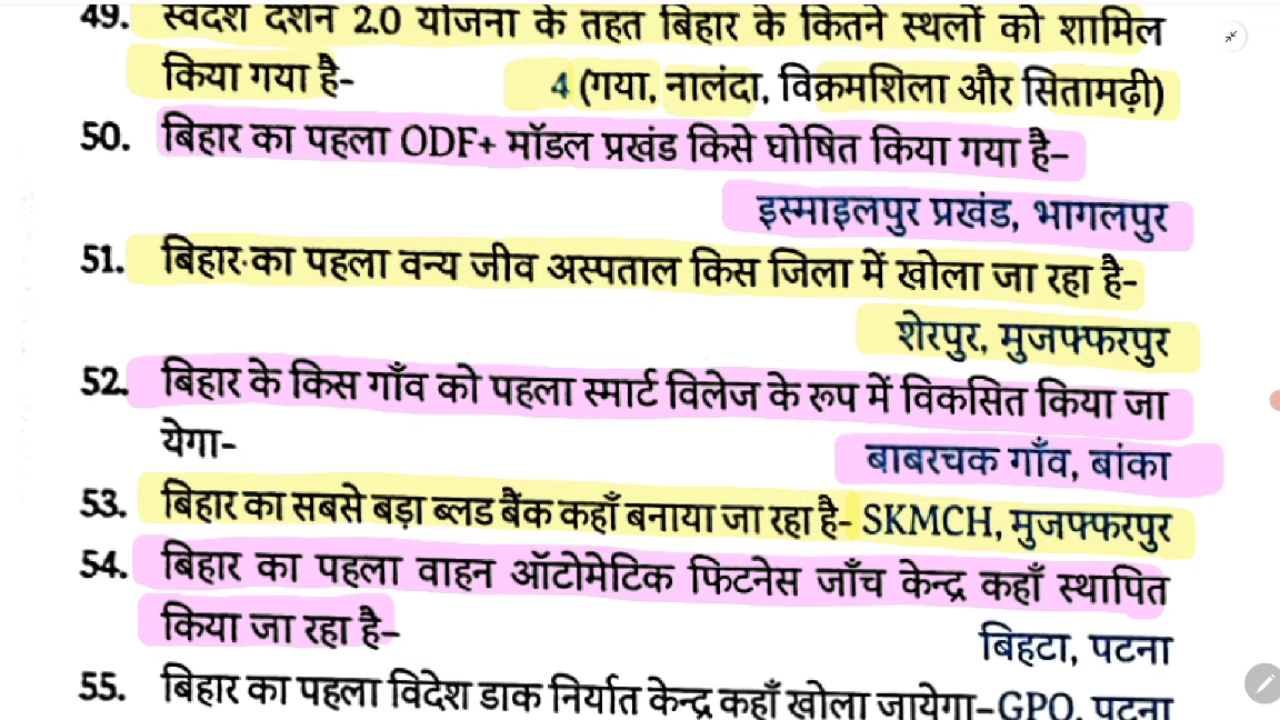 49. स्वदेश दर्शन 2.0 योजना के तहत बिहार के कितने स्थलों को शामिल
किया गया है- 4 (गया, नालंदा, विक्रमशिला और सितामढ़ी)
50. बिहार का पहला ODF+ मॉडल प्रखंड किसे घोषित किया गया है-
इस्माइलपुर प्रखंड, भागलपुर
51. बिहार का पहला वन्य जीव अस्पताल किस जिला में खोला जा रहा है-
शेरपुर, मुजफ्फरपुर
52. बिहार के किस गाँव को पहला स्मार्ट विलेज के रूप में विकसित किया जा
येगा- बाबरचक गाँव, बांका
53. बिहार का सबसे बड़ा ब्लड बैंक कहाँ बनाया जा रहा है- SKMCH, मुजफ्फरपुर
54. बिहार का पहला वाहन ऑटोमेटिक फिटनेस जाँच केन्द्र कहाँ स्थापित
किया जा रहा है- बिहटा, पटना
55. बिहार का पहला विदेश डाक निर्यात केन्द्र कहाँ खोला जायेगा-GPO, पटना